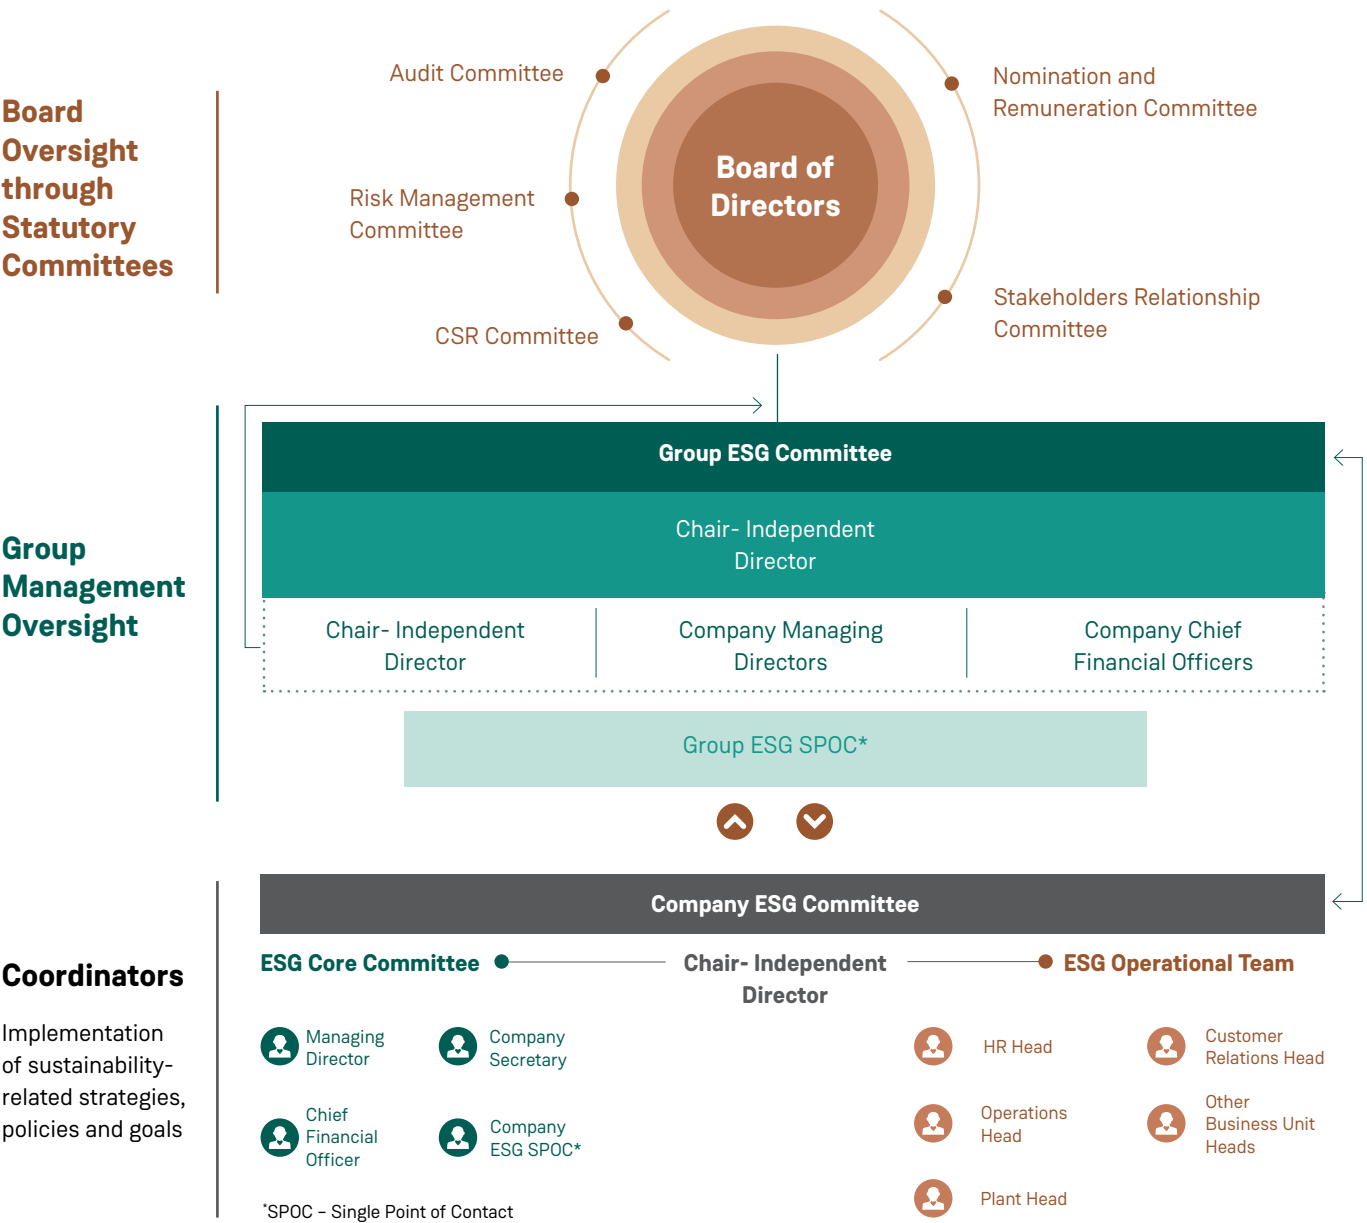 Board
Oversight
through
Statutory
Committees
Audit Committee
Risk Management
Committee
CSR Committee
Board of
Directors
Nomination and
Remuneration Committee
Stakeholders Relationship
Committee
Group
Management
Oversight
Group ESG Committee
Chair- Independent
Director
Chair- Independent
Director
Company Managing
Directors
Company Chief
Financial Officers
Group ESG SPOC*
Coordinators
Implementation
of sustainability-
related strategies,
policies and goals
Company ESG Committee
ESG Core Committee
Chair- Independent
Director
ESG Operational Team
Managing
Director
Company
Secretary
Chief
Financial
Officer
Company
ESG SPOC*
HR Head
Customer
Relations Head
Operations
Head
Other
Business Unit
Heads
Plant Head
*SPOC – Single Point of Contact